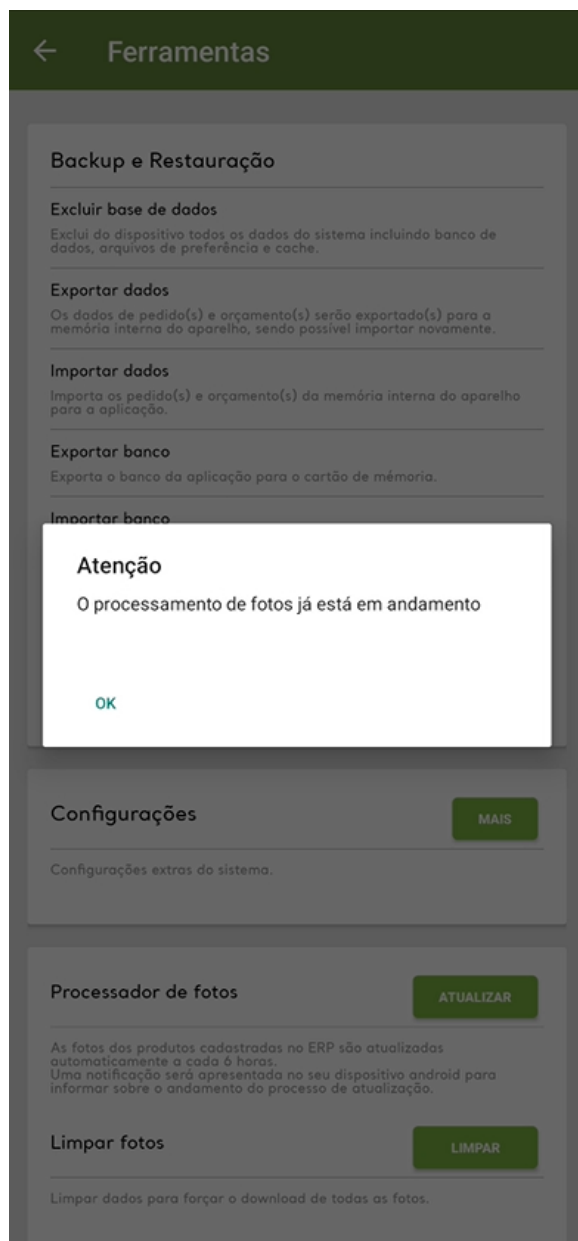 Ferramentas
Backup e Restauração
Excluir base de dados
Exclui do dispositivo todos os dados do sistema incluindo banco de
dados, arquivos de preferência e cache.
Exportar dados
Os dados de pedido(s) e orçamento(s) serão exportado(s) para a
memória interna do aparelho, sendo possível importar novamente.
Importar dados
Importa os pedido(s) e orçamento(s) da memória interna do aparelho
para a aplicação.
Exportar banco
Exporta o banco da aplicação para o cartão de mémoria.
Importar banco
Atenção
O processamento de fotos já está em andamento
OK
Configurações
MAIS
Configurações extras do sistema.
Processador de fotos
ATUALIZAR
As fotos dos produtos cadastradas no ERP são atualizadas
automaticamente a cada 6 horas.
Uma notificação será apresentada no seu dispositivo android para
informar sobre o andamento do processo de atualização.
Limpar fotos
LIMPAR
Limpar dados para forçar o download de todas as fotos.